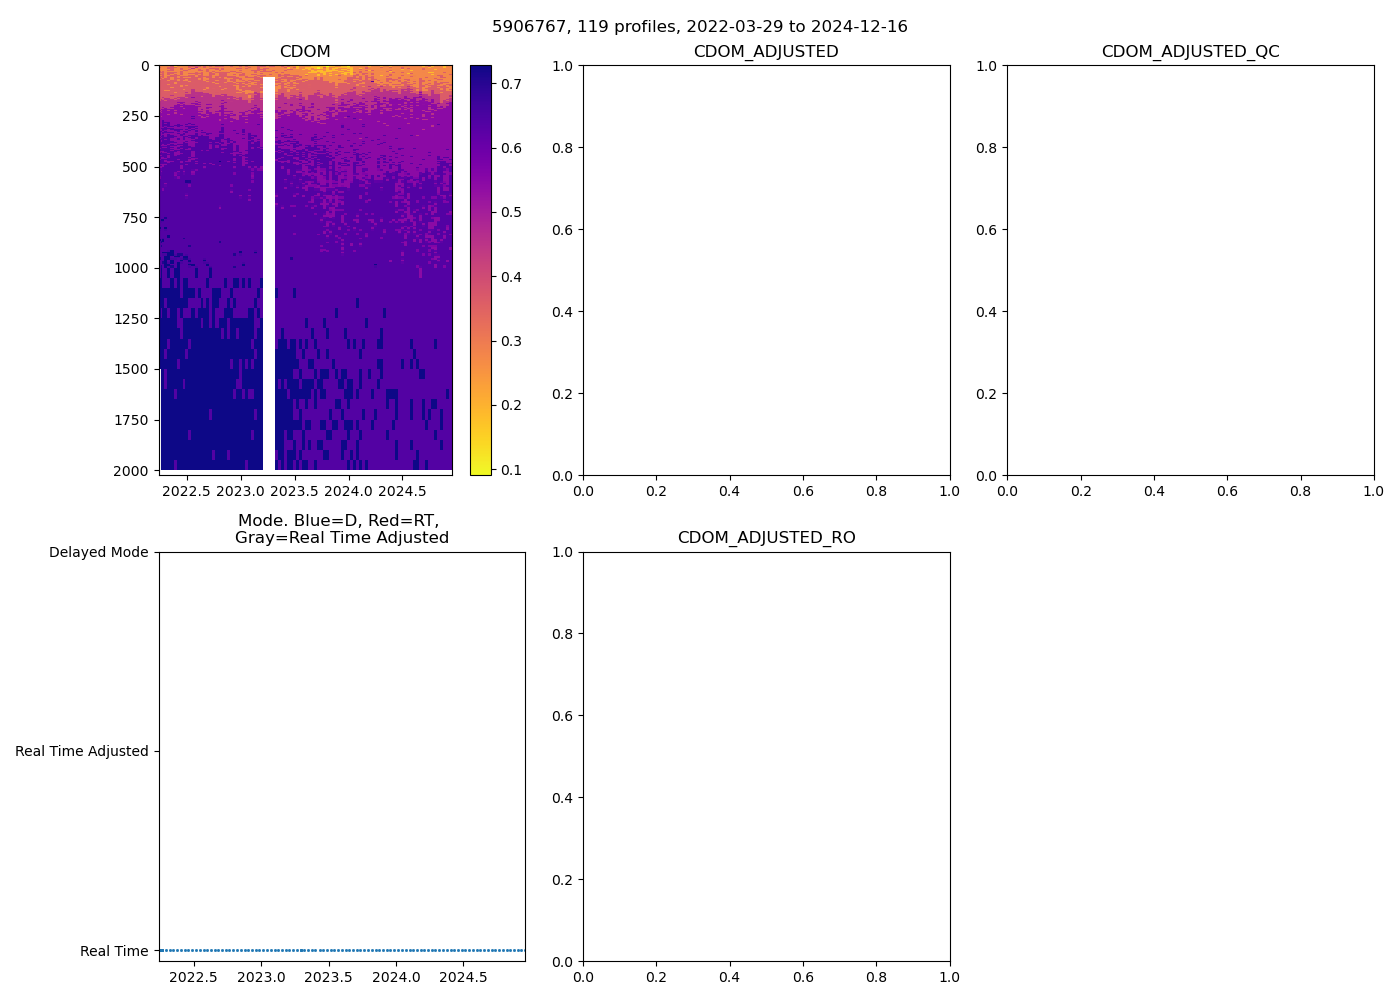 5906767, 119 profiles, 2022-03-29 to 2024-12-16
CDOM
0
250
500
750
1000
1250
1500
1750
2000
2022.5 2023.0 2023.5 2024.0 2024.5
0.7
0.6
0.5
0.4
0.3
0.2
0.1
CDOM_ADJUSTED
1.0
0.8
0.6
0.4
0.2
0.0
0.0 0.2 0.4 0.6 0.8 1.0
CDOM_ADJUSTED_QC
1.0
0.8
0.6
0.4
0.2
0.0
0.0 0.2 0.4 0.6 0.8 1.0
Mode. Blue=D, Red=RT,
Gray=Real Time Adjusted
Delayed Mode
Real Time Adjusted
Real Time
2022.5 2023.0 2023.5 2024.0 2024.5
CDOM_ADJUSTED_RO
1.0
0.8
0.6
0.4
0.2
0.0
0.0 0.2 0.4 0.6 0.8 1.0